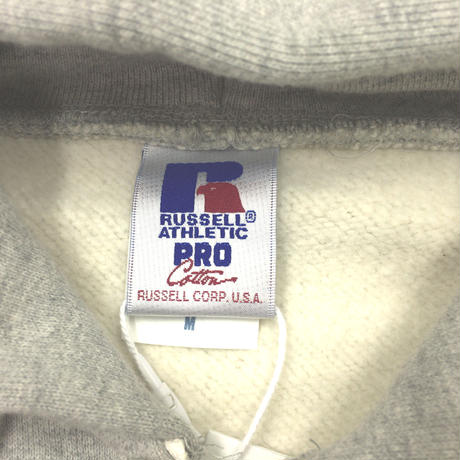 RUSSELL®
ATHLETIC
PRO
Cotton
RUSSELL CORP. U.S.A.
M